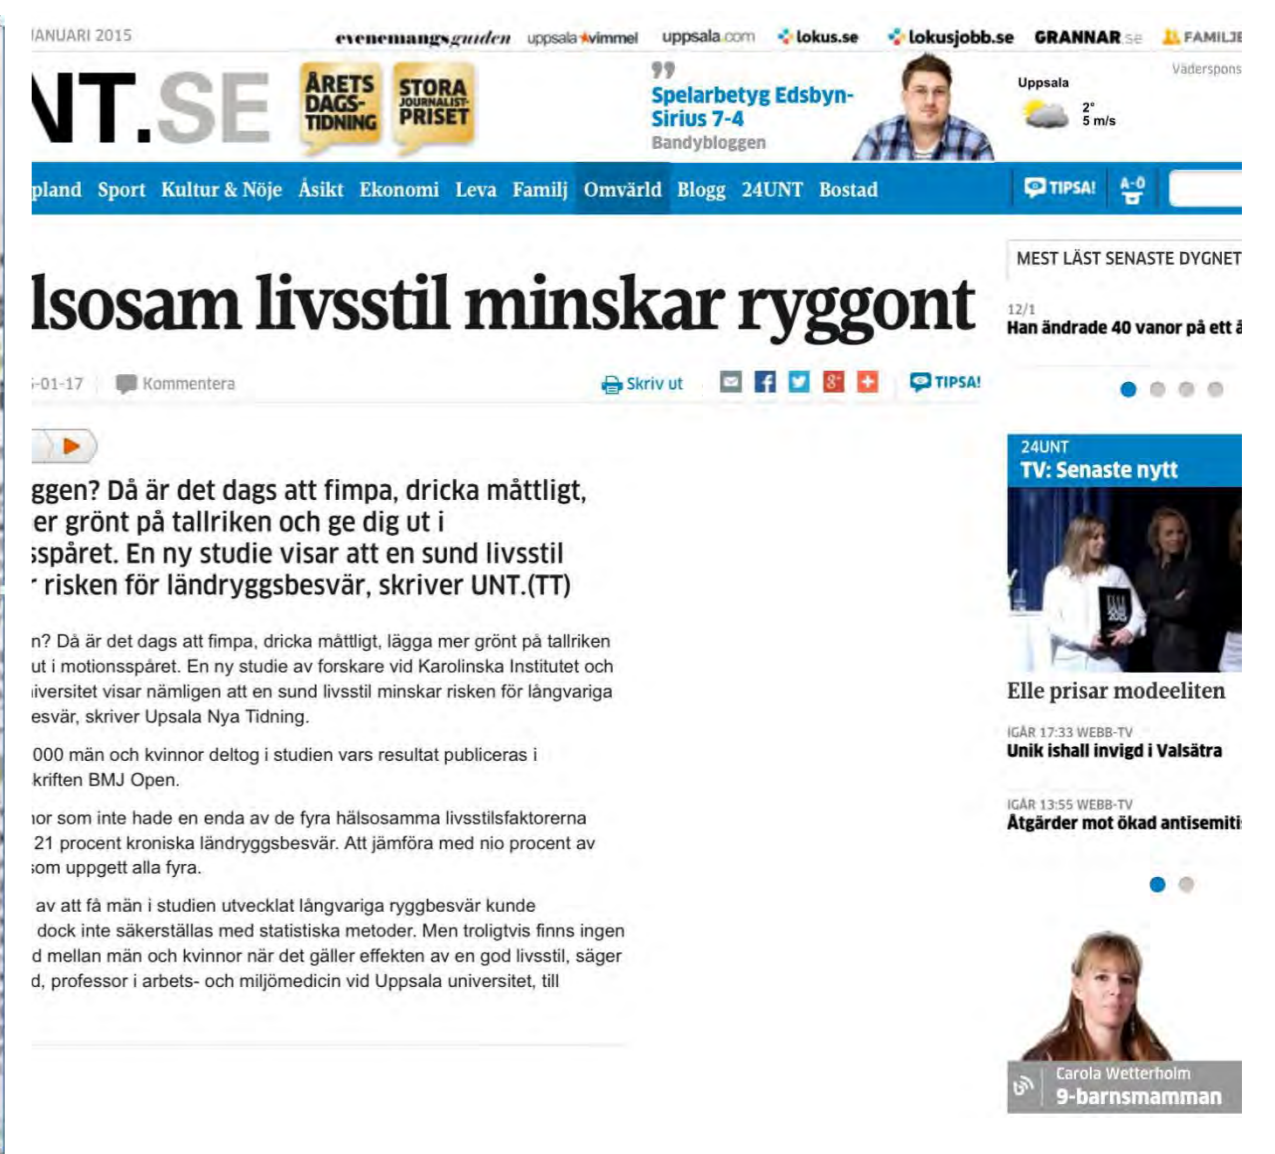 JANUARI 2015
evenemangsguiden uppsala vimmel uppsala.com lokus.se lokusjobb.se GRANNAR.SE FAMILJE
NT.SE
ÅRETS
DAGS-
TIDNING
STORA
JOURNALIST-
PRISET
Spelarbetyg Edsbyn-
Sirius 7-4
Bandybloggen
Uppsala
2°
5 m/s
Väderspons
pland Sport Kultur & Nöje Åsikt Ekonomi Leva Familj Omvärld Blogg 24UNT Bostad
TIPSA! A-Ö
lsosam livsstil minskar ryggont
-01-17 Kommentera Skriv ut TIPSA!
ggen? Då är det dags att fimpa, dricka måttligt,
er grönt på tallriken och ge dig ut i
sspåret. En ny studie visar att en sund livsstil
r risken för ländryggsbesvär, skriver UNT.(TT)
n? Då är det dags att fimpa, dricka måttligt, lägga mer grönt på tallriken
ut i motionsspåret. En ny studie av forskare vid Karolinska Institutet och
iversitet visar nämligen att en sund livsstil minskar risken för långvariga
esvär, skriver Upsala Nya Tidning.
000 män och kvinnor deltog i studien vars resultat publiceras i
kriften BMJ Open.
nor som inte hade en enda av de fyra hälsosamma livsstilsfaktorerna
21 procent kroniska ländryggsbesvär. Att jämföra med nio procent av
som uppgett alla fyra.
av att få män i studien utvecklat långvariga ryggbesvär kunde
dock inte säkerställas med statistiska metoder. Men troligtvis finns ingen
d mellan män och kvinnor när det gäller effekten av en god livsstil, säger
d, professor i arbets- och miljömedicin vid Uppsala universitet, till
MEST LÄST SENASTE DYGNET
12/1
Han ändrade 40 vanor på ett å
24UNT
TV: Senaste nytt
Elle prisar modeeliten
IGÅR 17:33 WEBB-TV
Unik ishall invigd i Valsätra
IGÅR 13:55 WEBB-TV
Åtgärder mot ökad antisemiti
Carola Wetterholm
9-barnsmamman